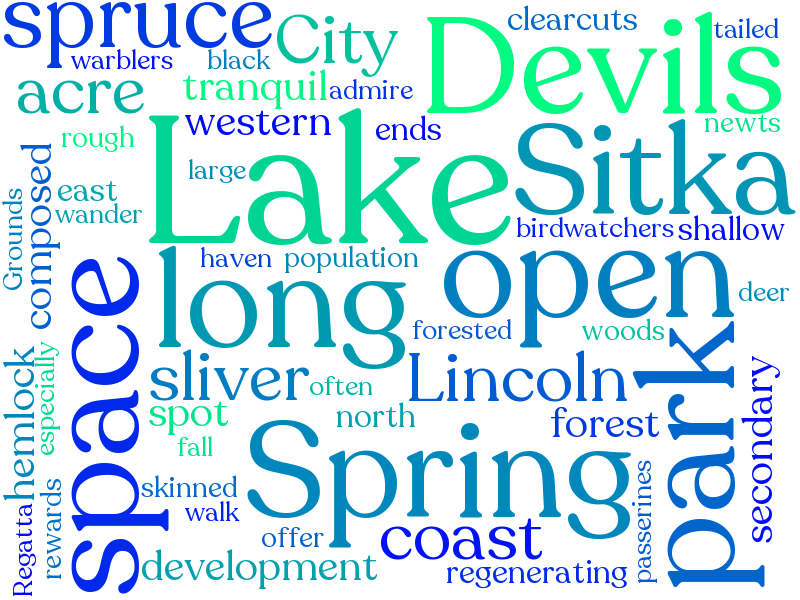 spruce
City
Devils
clearcuts
tailed
warblers
black
tranquil
admire
acre
western
ends
newts
rough
Lake
Sitka
large
east
wander
composed
Grounds
birdwatchers
shallow
haven
population
long
open
deer
space
forested
woods
park
hemlock
especially
sliver
often
Lincoln
spot
north
forest
secondary
fall
Spring
skinned
walk
passerines
rewards
Regatta
offer
coast
development
regenerating